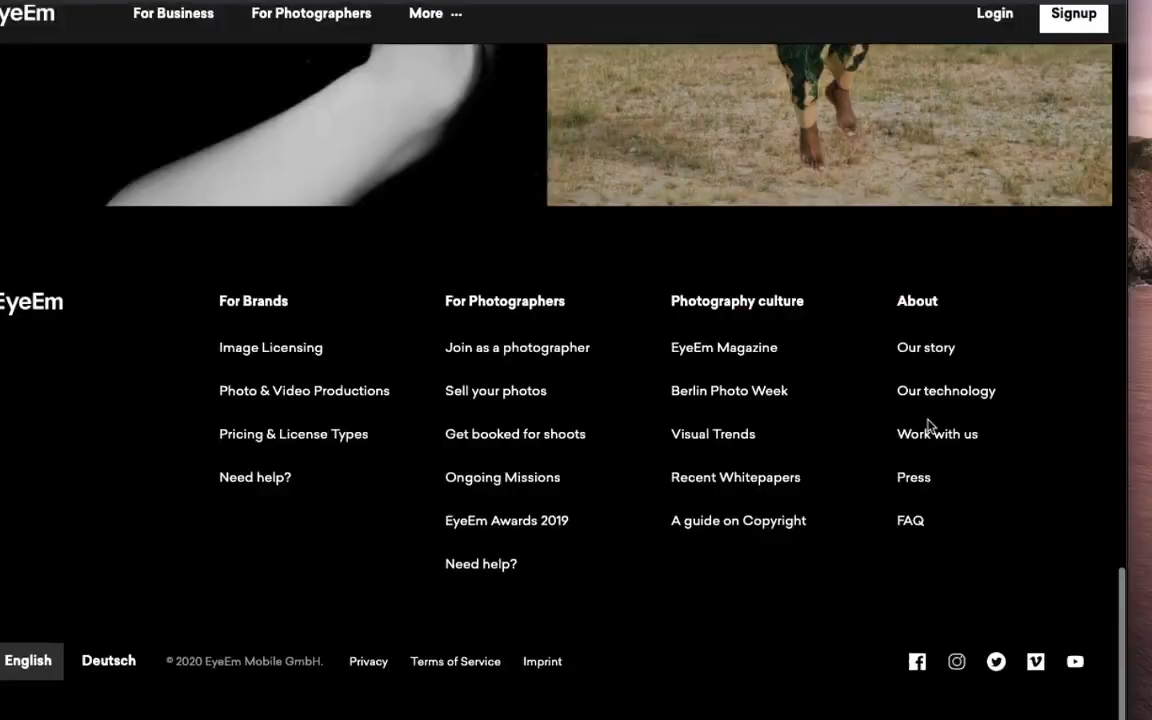 yeEm For Business For Photographers More ··· Login Signup
EyeEm For Brands For Photographers Photography culture About
Image Licensing Join as a photographer EyeEm Magazine Our story
Photo & Video Productions Sell your photos Berlin Photo Week Our technology
Pricing & License Types Get booked for shoots Visual Trends Work with us
Need help? Ongoing Missions Recent Whitepapers Press
EyeEm Awards 2019 A guide on Copyright FAQ
Need help?
English Deutsch © 2020 EyeEm Mobile GmbH. Privacy Terms of Service Imprint